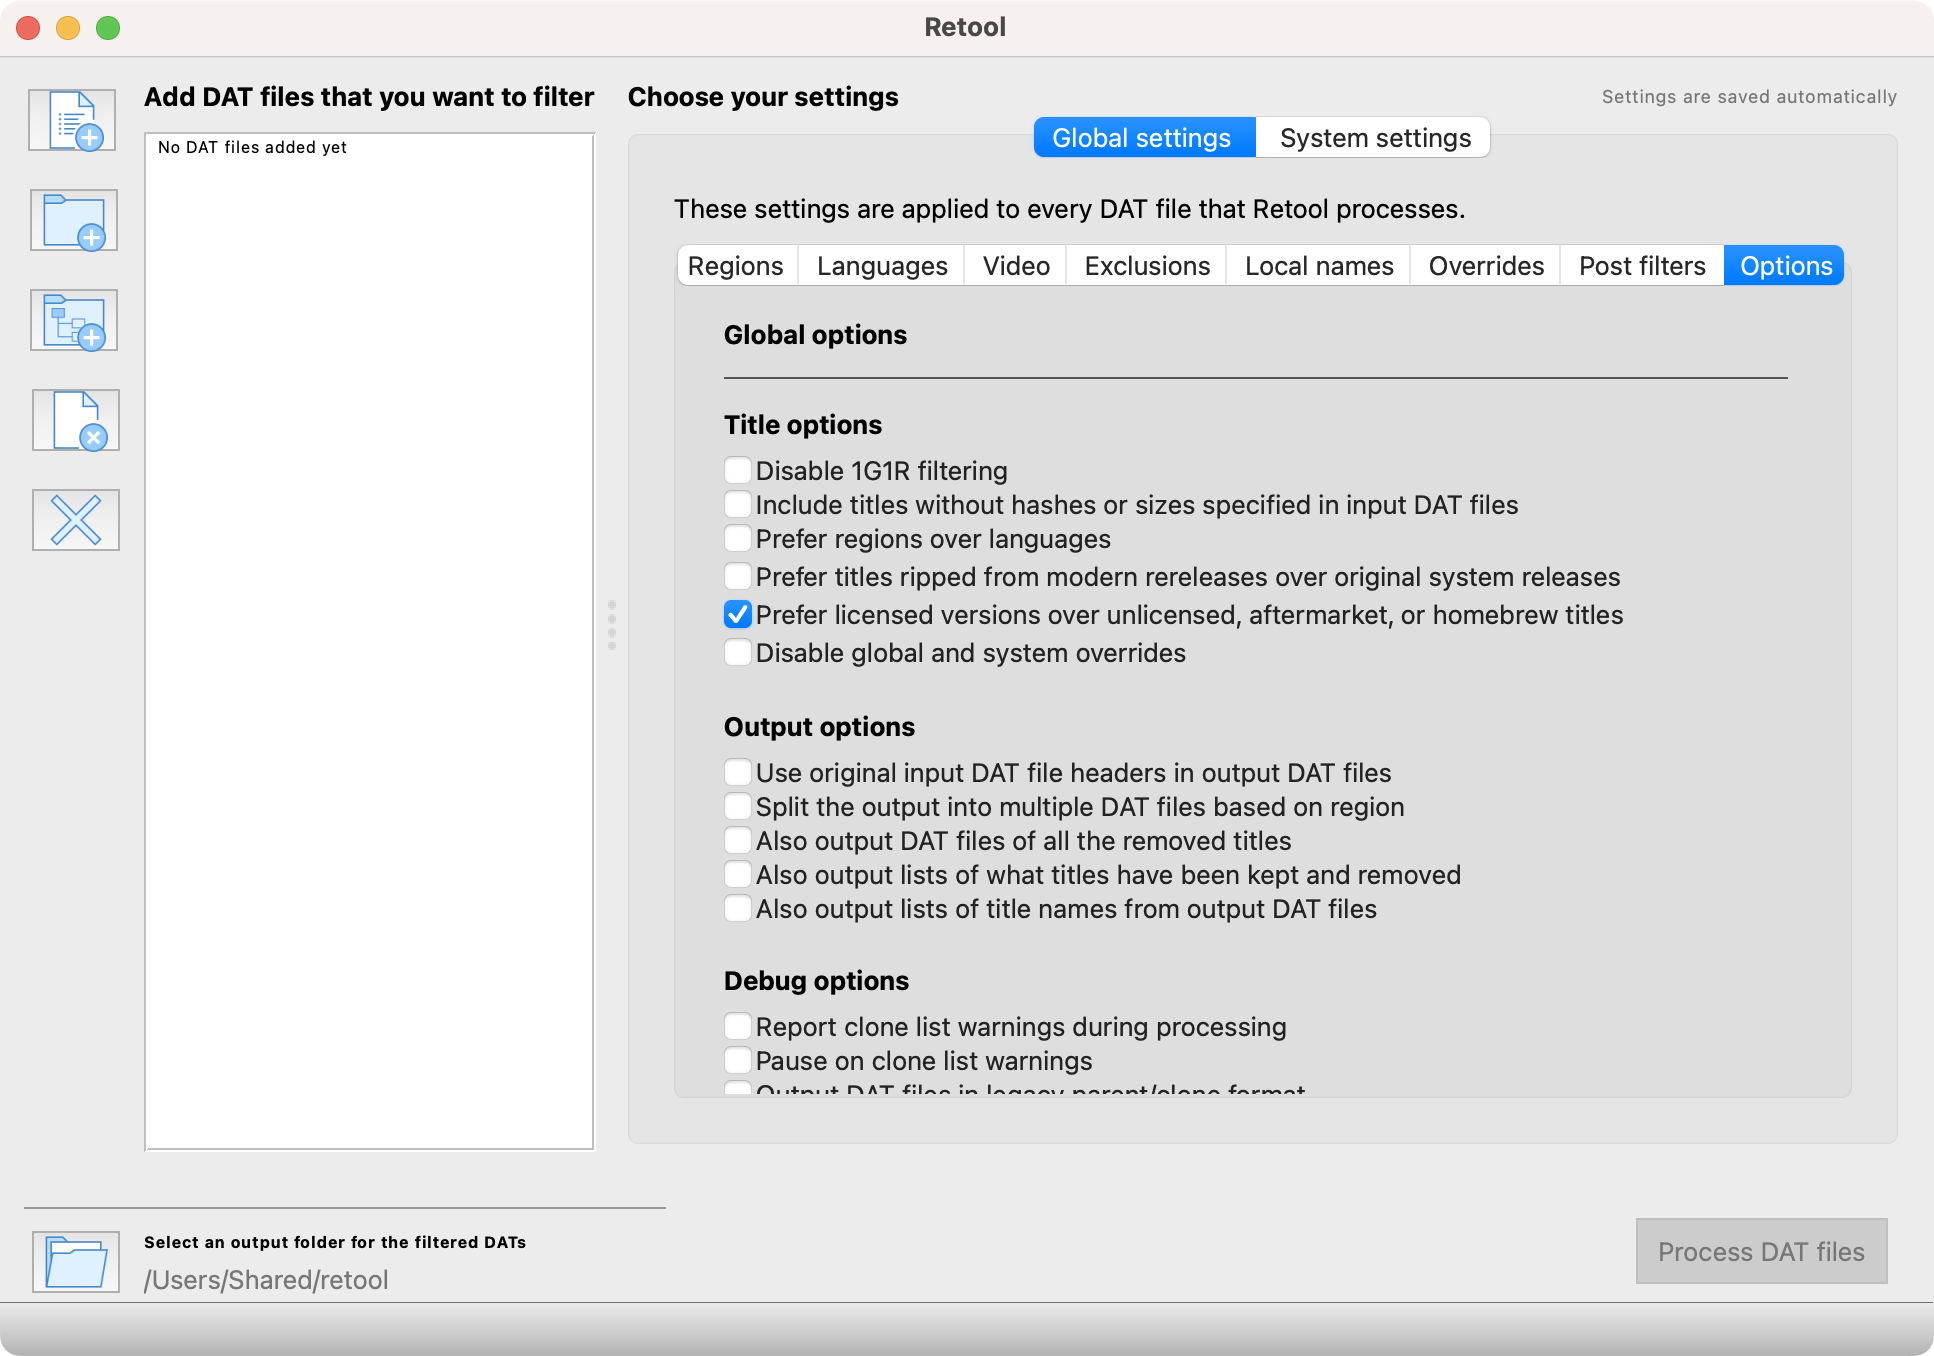 Retool
Add DAT files that you want to filter
No DAT files added yet
Choose your settings
Settings are saved automatically
Global settings
System settings
These settings are applied to every DAT file that Retool processes.
Regions
Languages
Video
Exclusions
Local names
Overrides
Post filters
Options
Global options
Title options
Disable 1G1R filtering
Include titles without hashes or sizes specified in input DAT files
Prefer regions over languages
Prefer titles ripped from modern rereleases over original system releases
Prefer licensed versions over unlicensed, aftermarket, or homebrew titles
Disable global and system overrides
Output options
Use original input DAT file headers in output DAT files
Split the output into multiple DAT files based on region
Also output DAT files of all the removed titles
Also output lists of what titles have been kept and removed
Also output lists of title names from output DAT files
Debug options
Report clone list warnings during processing
Pause on clone list warnings
Output DAT files in legacy parent/clone format
Select an output folder for the filtered DATs
/Users/Shared/retool
Process DAT files